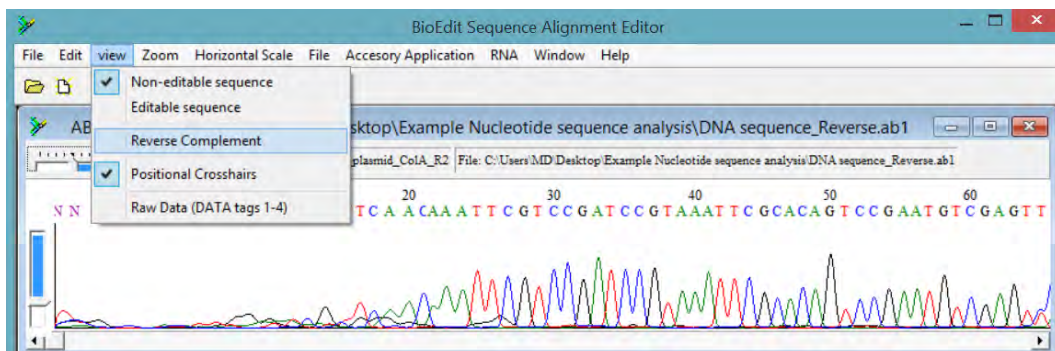 BioEdit Sequence Alignment Editor
File Edit view Zoom Horizontal Scale File Accesory Application RNA Window Help
Non-editable sequence
Editable sequence
Reverse Complement
Positional Crosshairs
Raw Data (DATA tags 1-4)
AB
sktop\Example Nucleotide sequence analysis\DNA sequence_Reverse.ab1
plasmid_ColA_R2 File: C:\Users\MD\Desktop\Example Nucleotide sequence analysis\DNA sequence_Reverse.ab1
20 30 40 50 60
N N T C A A C A A A T T C G T C C G A T C C G T A A A T T C G C A C A G T C C G A A T G T C G A G T T